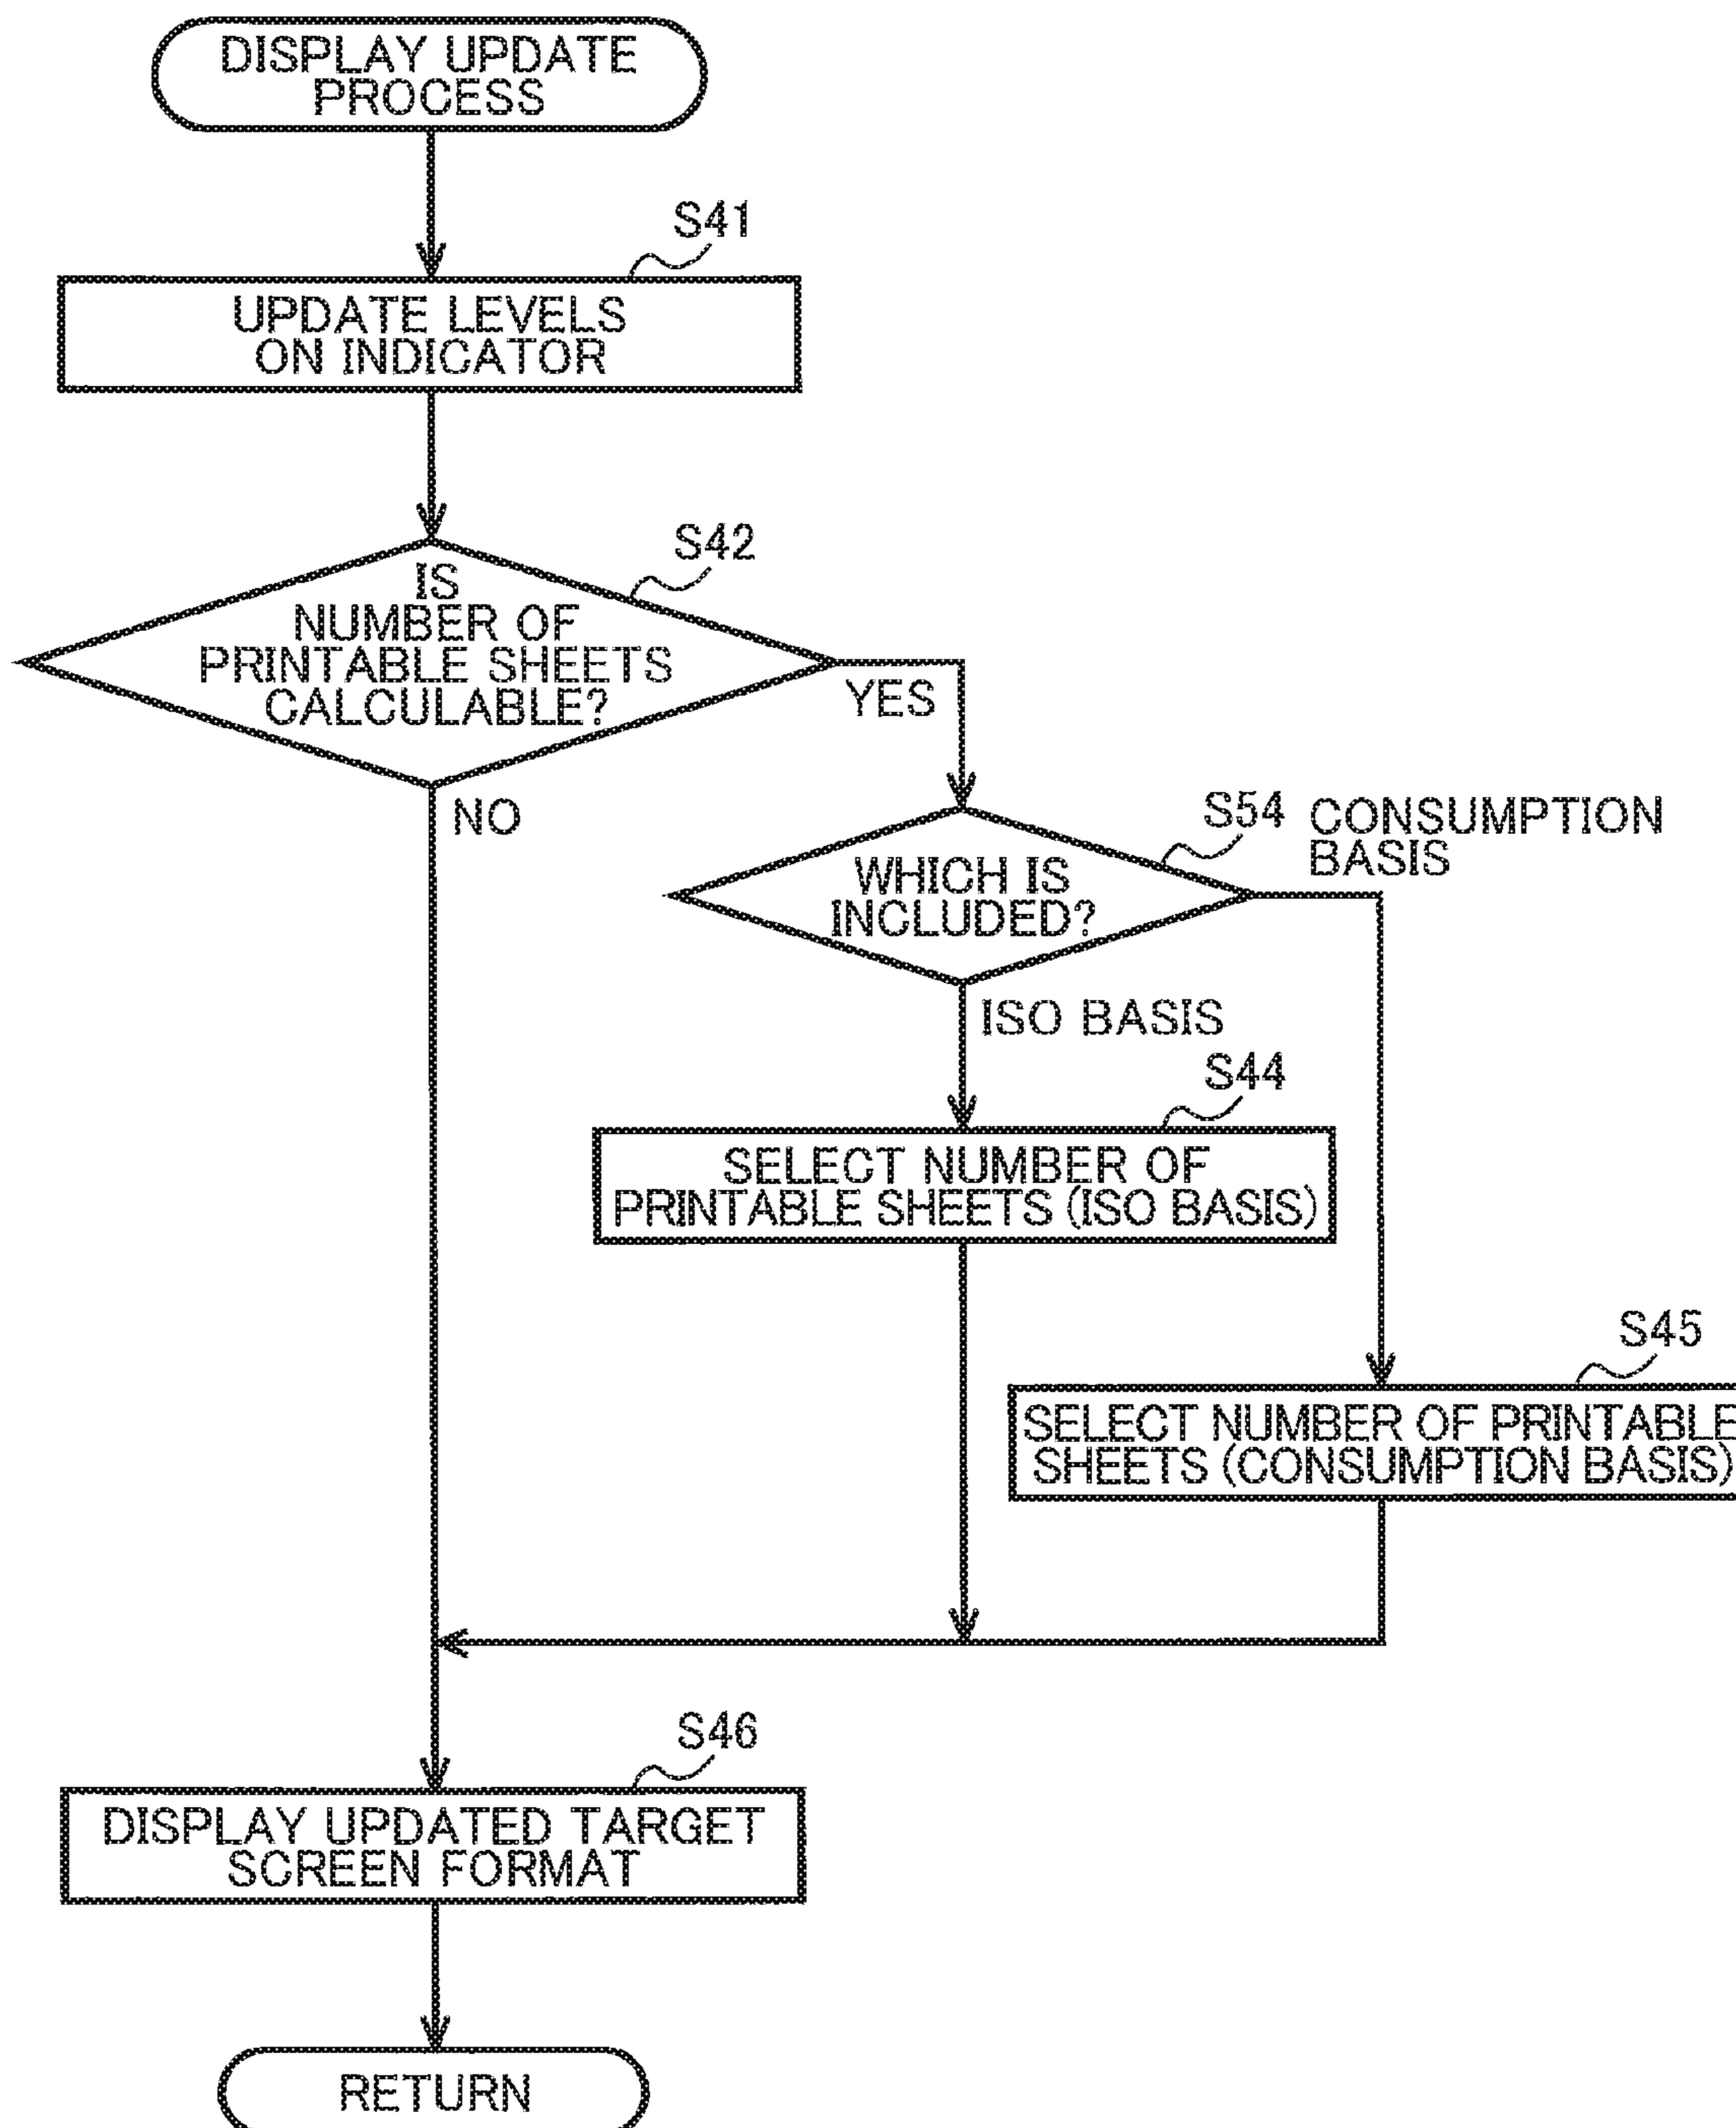 DISPLAY UPDATE
PROCESS
S41
UPDATE LEVELS
ON INDICATOR
S42
IS
NUMBER OF
PRINTABLE SHEETS
CALCULABLE?
YES
NO
S54
CONSUMPTION
BASIS
WHICH IS
INCLUDED?
ISO BASIS
S44
SELECT NUMBER OF
PRINTABLE SHEETS (ISO BASIS)
S45
SELECT NUMBER OF PRINTABLE
SHEETS (CONSUMPTION BASIS)
S46
DISPLAY UPDATED TARGET
SCREEN FORMAT
RETURN